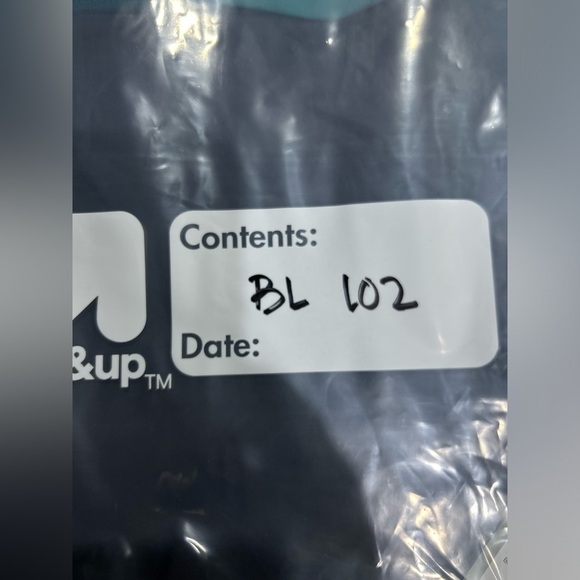 Contents:
BL 102
Date:
&up™